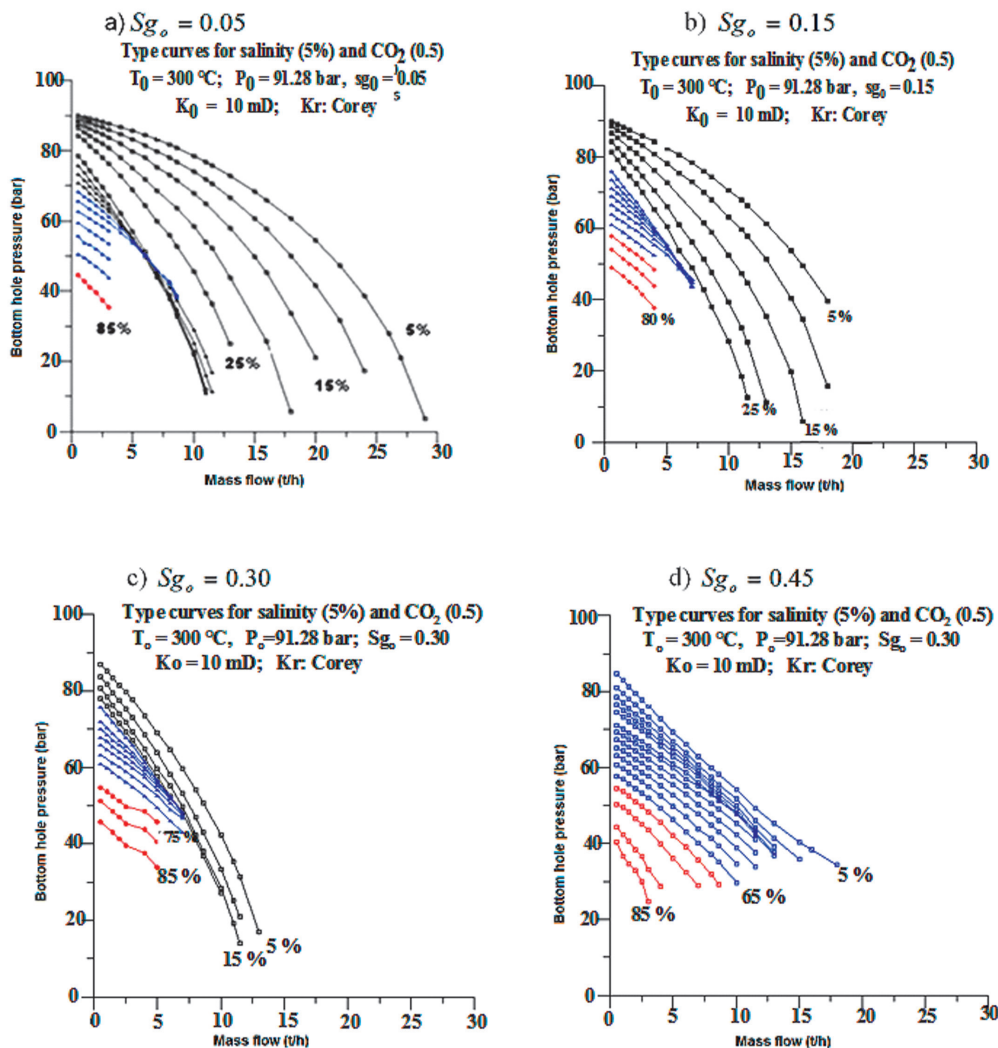 a) Sgₒ = 0.05
Type curves for salinity (5%) and CO₂ (0.5)
T₀ = 300 °C; P₀ = 91.28 bar, sg₀ = 0.05
K₀ = 10 mD; Kr: Corey
s
100
80
60
40
20
0
Bottom hole pressure (bar)
85%
25%
15%
5%
0 5 10 15 20 25 30
Mass flow (t/h)
b) Sgₒ = 0.15
Type curves for salinity (5%) and CO₂ (0.5)
T₀ = 300 °C; P₀ = 91.28 bar, sg₀ = 0.15
K₀ = 10 mD; Kr: Corey
100
80
60
40
20
0
Bottom hole pressure (bar)
80 %
5 %
25 %
15 %
0 5 10 15 20 25 30
Mass flow (t/h)
c) Sgₒ = 0.30
Type curves for salinity (5%) and CO₂ (0.5)
Tₒ = 300 °C, Pₒ=91.28 bar; Sgₒ = 0.30
Ko = 10 mD; Kr: Corey
100
80
60
40
20
0
Bottom hole pressure (bar)
75 %
85 %
5 %
15 %
0 5 10 15 20 25 30
Mass flow (t/h)
d) Sgₒ = 0.45
Type curves for salinity (5%) and CO₂ (0.5)
Tₒ = 300 °C, Pₒ=91.28 bar; Sgₒ = 0.30
Ko = 10 mD; Kr: Corey
100
80
60
40
20
0
Bottom hole pressure (bar)
5 %
65 %
85 %
0 5 10 15 20 25 30
Mass flow (t/h)